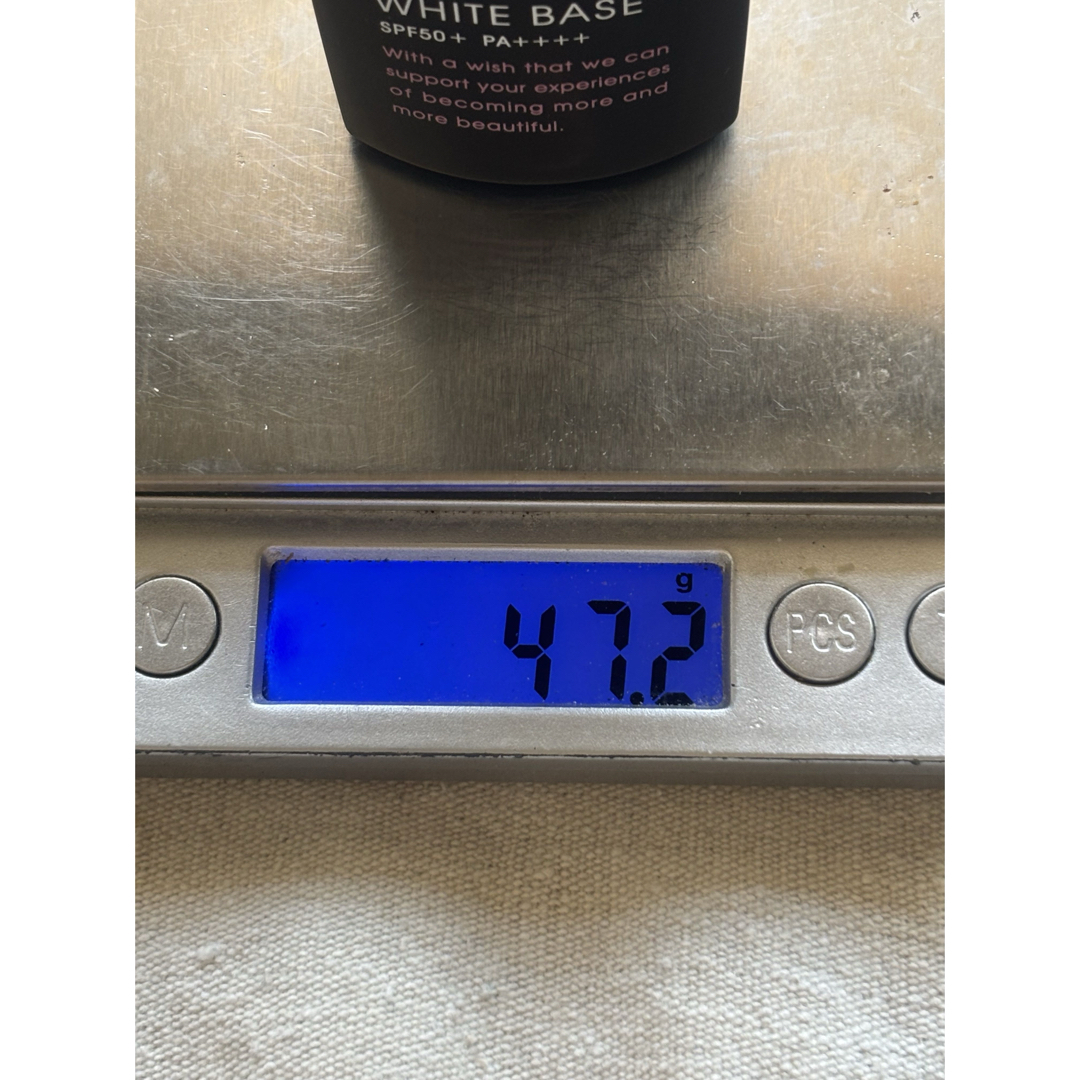 WHITE BASE
SPF50+ PA++++
With a wish that we can
support your experiences
of becoming more and
more beautiful.
g
47.2
M
PCS